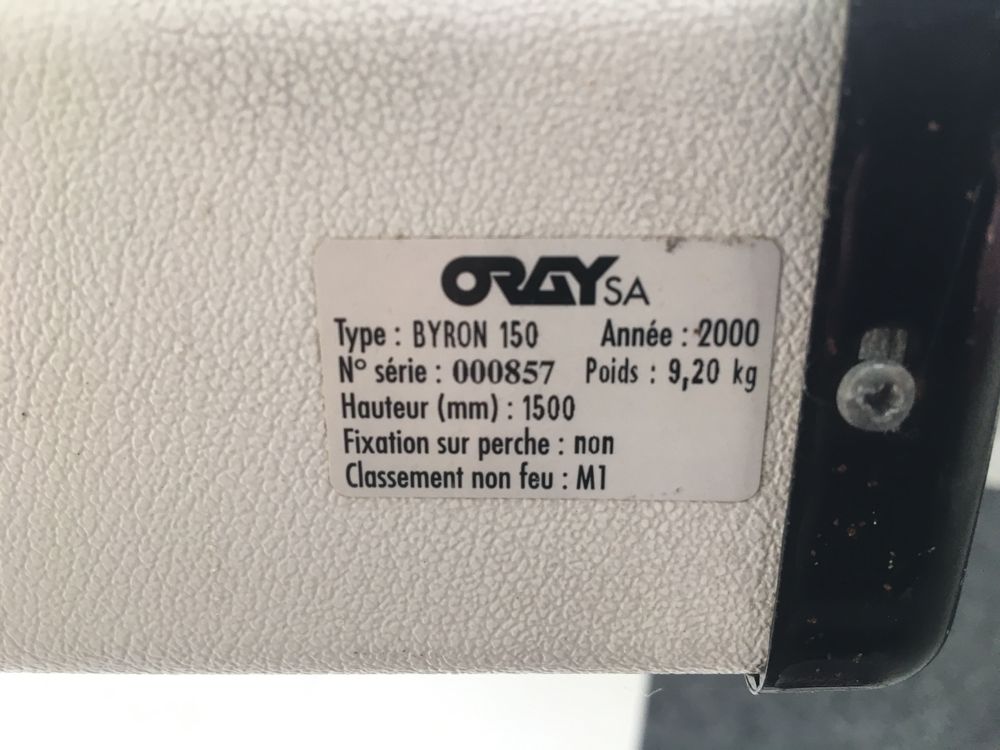 ORAY SA
Type : BYRON 150 Année : 2000
N° série : 000857 Poids : 9,20 kg
Hauteur (mm) : 1500
Fixation sur perche : non
Classement non feu : M1